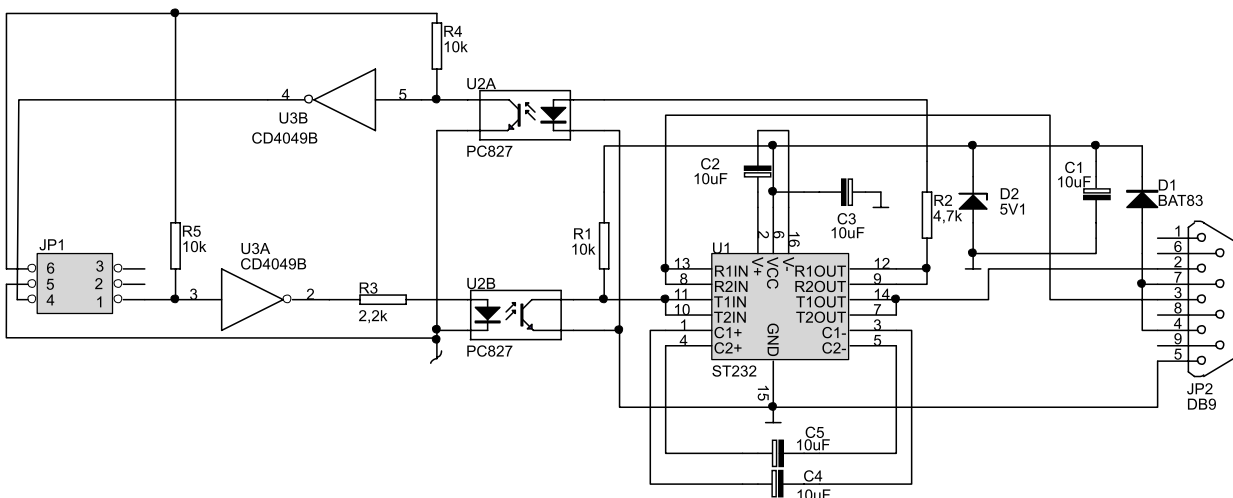 R4
10k
U2A
4
5
U3B
CD4049B
PC827
C2
10uF
C1
10uF
D1
BAT83
C3
10uF
R2
4,7k
D2
5V1
R5
10k
U3A
CD4049B
R1
10k
JP1
6 3
5 2
4 1
3
2
R3
2,2k
U2B
PC827
U1
2 6 16
V+ VCC V-
13 R1IN R1OUT 12
8 R2IN R2OUT 9
11 T1IN T1OUT 14
10 T2IN T2OUT 7
1 C1+ C1- 3
4 C2+ C2- 5
GND
ST232
15
1
6
2
7
3
8
4
9
5
JP2
DB9
C5
10uF
C4
10uF